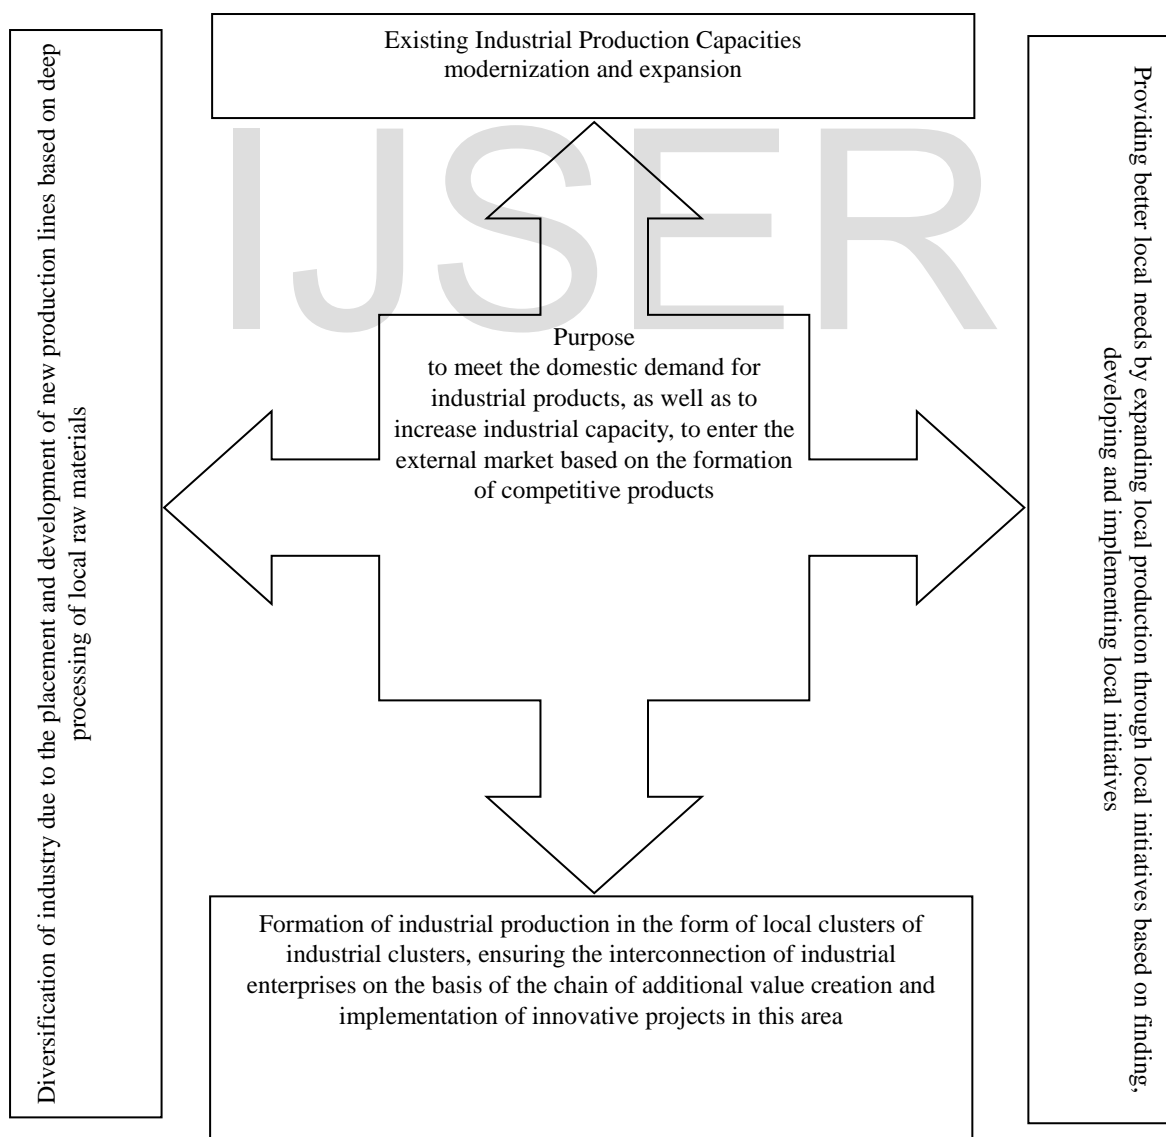 Existing Industrial Production Capacities
modernization and expansion
IJSER
Diversification of industry due to the placement and development of new production lines based on deep
processing of local raw materials
Purpose
to meet the domestic demand for
industrial products, as well as to
increase industrial capacity, to enter the
external market based on the formation
of competitive products
Providing better local needs by expanding local production through local initiatives based on finding,
developing and implementing local initiatives
Formation of industrial production in the form of local clusters of
industrial clusters, ensuring the interconnection of industrial
enterprises on the basis of the chain of additional value creation and
implementation of innovative projects in this area